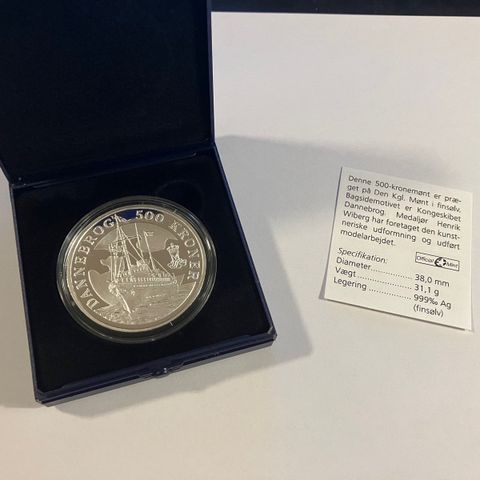 DANNEBROG 500 KRONER
Denne 500-kronemønt er præ-
get på Den Kgl. Mønt i finsølv.
Bagsidemotivet er Kongeskibet
Dannebrog. Medaljør Henrik
Wiberg har foretaget den kunst-
neriske udformning og udført
modelarbejdet.
Specifikation:
Official Mint
Diameter.............. 38,0 mm
Vægt.................... 31,1 g
Legering.............. 999‰ Ag
(finsølv)